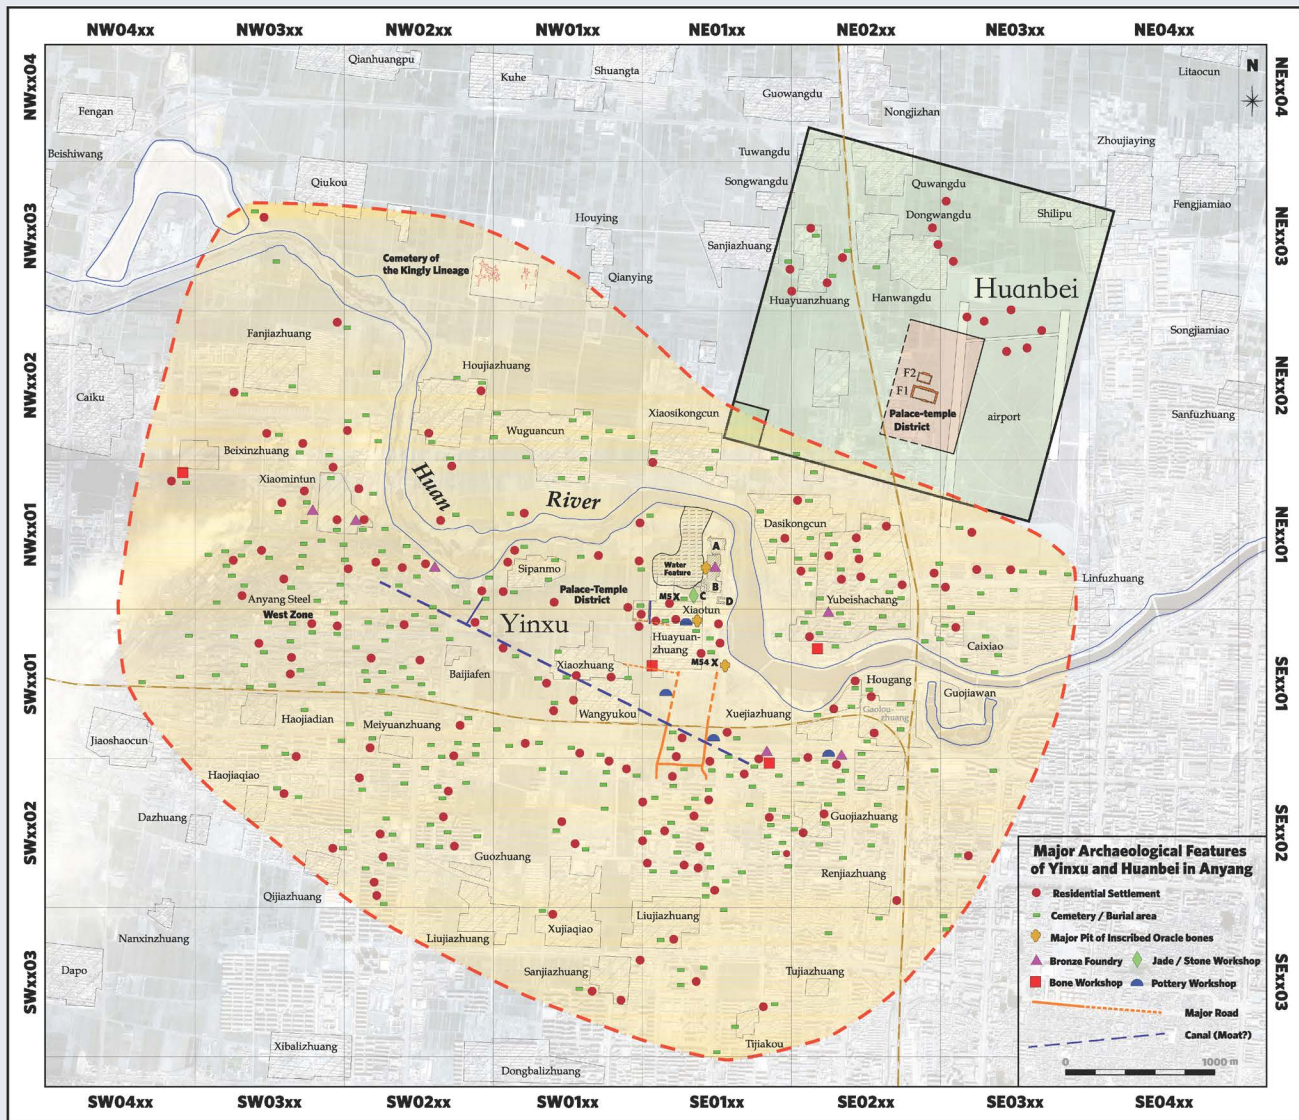 NW04xx NW03xx NW02xx NW01xx NE01xx NE02xx NE03xx NE04xx
NWxx04
NWxx03
NWxx02
NWxx01
SWxx01
SWxx02
SWxx03
NExx04
NExx03
NExx02
NExx01
SExx01
SExx02
SExx03
N
Qianhuangpu
Kuhe
Shuangta
Guowangdu
Nongjizhan
Litaocun
Fengan
Beishiwang
Qiukou
Tuwangdu
Zhoujiaying
Songwangdu
Quwangdu
Dongwangdu
Shilipu
Fengjiamiao
Houying
Sanjiazhuang
Qianying
Cemetery of
the Kingly Lineage
Huanbei
Huayuanzhuang
Hanwangdu
Songjiamiao
Fanjiazhuang
Houjiazhuang
F2
F1
Palace-temple
District
airport
Caiku
Sanfuzhuang
Xiaosikongcun
Wuguancun
Beixinzhuang
Xiaomintun
Huan
River
Dasikongcun
A
Water
Feature
B
Sipanmo
Palace-Temple
District
M5 X
C
D
Xiaotun
Linfuzhuang
Anyang Steel
West Zone
Yinxu
Yubeishachang
Huayuan-
zhuang
M54 X
Caixiao
Baijiafen
Xiaozhuang
Hougang
Guojiawan
Haojiadian
Meiyuanzhuang
Wangyukou
Xuejiazhuang
Gaolou-
zhuang
Jiaoshaocun
Haojiaqiao
Dazhuang
Guojiazhuang
Guozhuang
Renjiazhuang
Qijiazhuang
Liujiazhuang
Xujiaqiao
Nanxinzhuang
Liujiazhuang
Dapo
Sanjiazhuang
Tujiazhuang
Xibalizhuang
Tijiakou
Dongbalizhuang
Major Archaeological Features
of Yinxu and Huanbei in Anyang
Residential Settlement
Cemetery / Burial area
Major Pit of Inscribed Oracle bones
Bronze Foundry Jade / Stone Workshop
Bone Workshop Pottery Workshop
Major Road
Canal (Moat?)
0 1000 m
SW04xx SW03xx SW02xx SW01xx SE01xx SE02xx SE03xx SE04xx